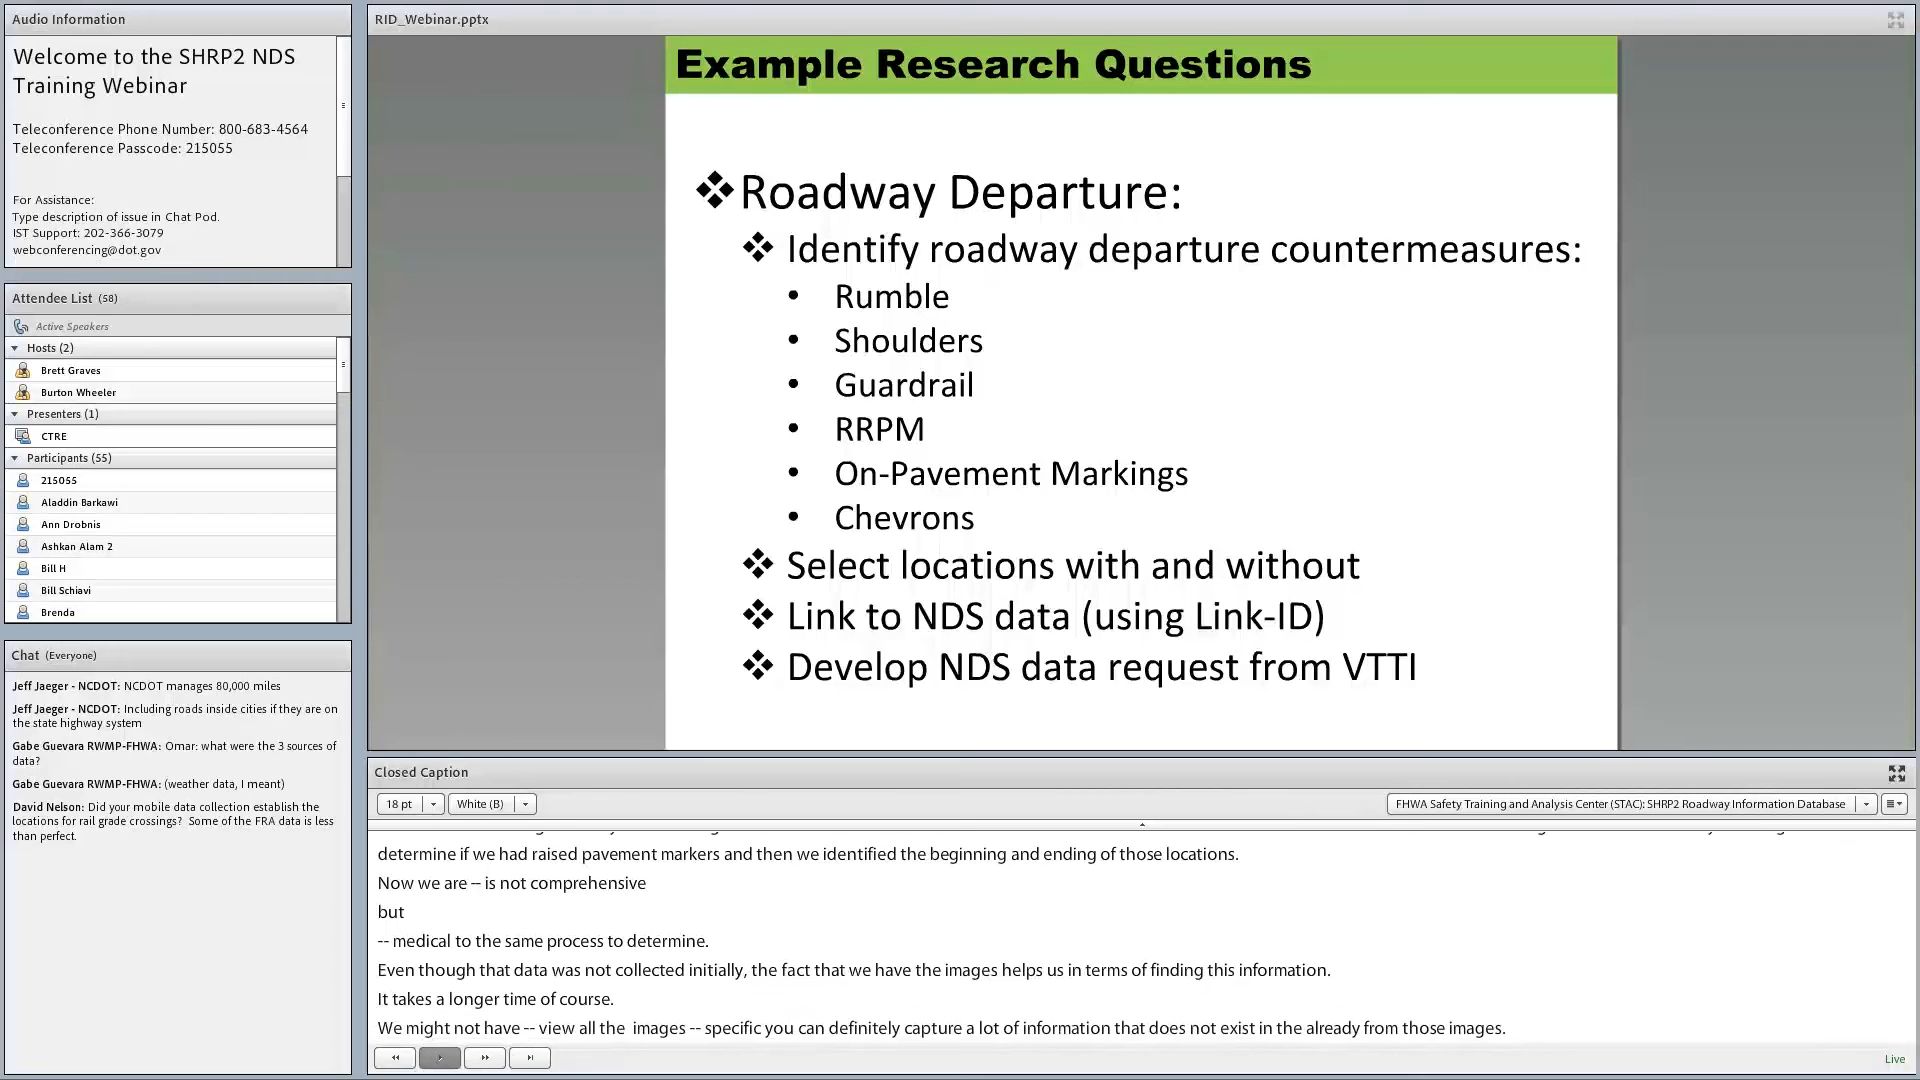 Audio Information
Welcome to the SHRP2 NDS
Training Webinar
Teleconference Phone Number: 800-683-4564
Teleconference Passcode: 215055
For Assistance:
Type description of issue in Chat Pod.
IST Support: 202-366-3079
webconferencing@dot.gov
Attendee List (58)
Active Speakers
Hosts (2)
Brett Graves
Burton Wheeler
Presenters (1)
CTRE
Participants (55)
215055
Aladdin Barkawi
Ann Drobnis
Ashkan Alam 2
Bill H
Bill Schiavi
Brenda
Chat (Everyone)
Jeff Jaeger - NCDOT: NCDOT manages 80,000 miles
Jeff Jaeger - NCDOT: Including roads inside cities if they are on
the state highway system
Gabe Guevara RWMP-FHWA: Omar: what were the 3 sources of
data?
Gabe Guevara RWMP-FHWA: (weather data, I meant)
David Nelson: Did your mobile data collection establish the
locations for rail grade crossings? Some of the FRA data is less
than perfect.
RID_Webinar.pptx
Example Research Questions
❖Roadway Departure:
❖ Identify roadway departure countermeasures:
• Rumble
• Shoulders
• Guardrail
• RRPM
• On-Pavement Markings
• Chevrons
❖ Select locations with and without
❖ Link to NDS data (using Link-ID)
❖ Develop NDS data request from VTTI
Closed Caption
18 pt White (B) FHWA Safety Training and Analysis Center (STAC): SHRP2 Roadway Information Database
determine if we had raised pavement markers and then we identified the beginning and ending of those locations.
Now we are -- is not comprehensive
but
-- medical to the same process to determine.
Even though that data was not collected initially, the fact that we have the images helps us in terms of finding this information.
It takes a longer time of course.
We might not have -- view all the images -- specific you can definitely capture a lot of information that does not exist in the already from those images.
Live